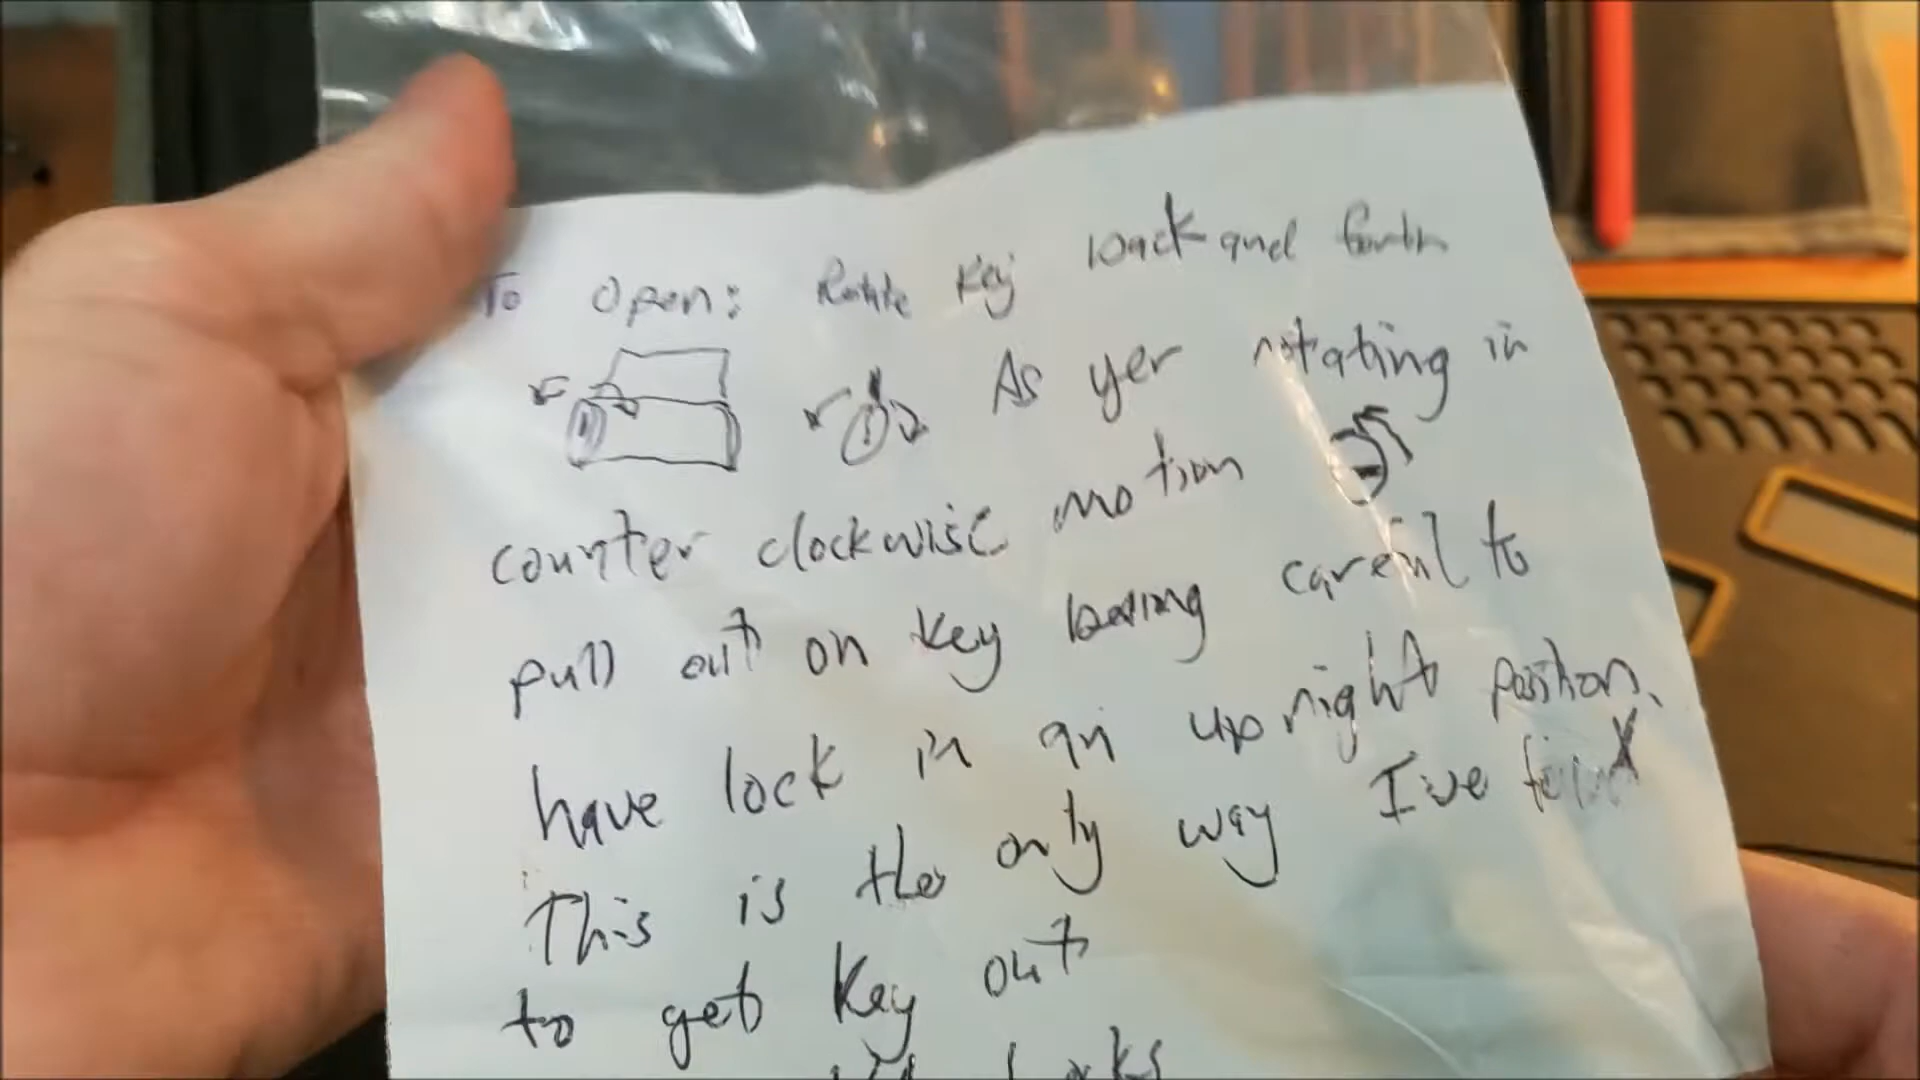 To Open: Rotate Key back and forth
As yer rotating in
counter clockwise motion
pull out on key being careful to
have lock in an upright position.
This is the only way I've found
to get key out
locks